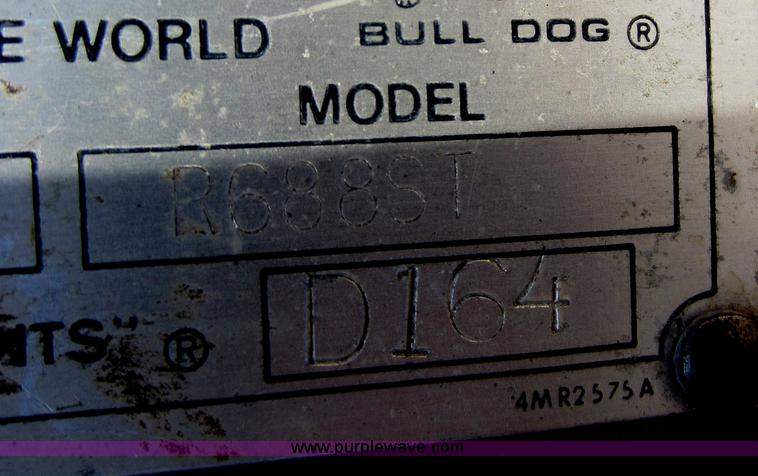 E WORLD BULL DOG ®
MODEL
R688ST
D164
NTS" ®
4MR2575A
www.purplewave.com